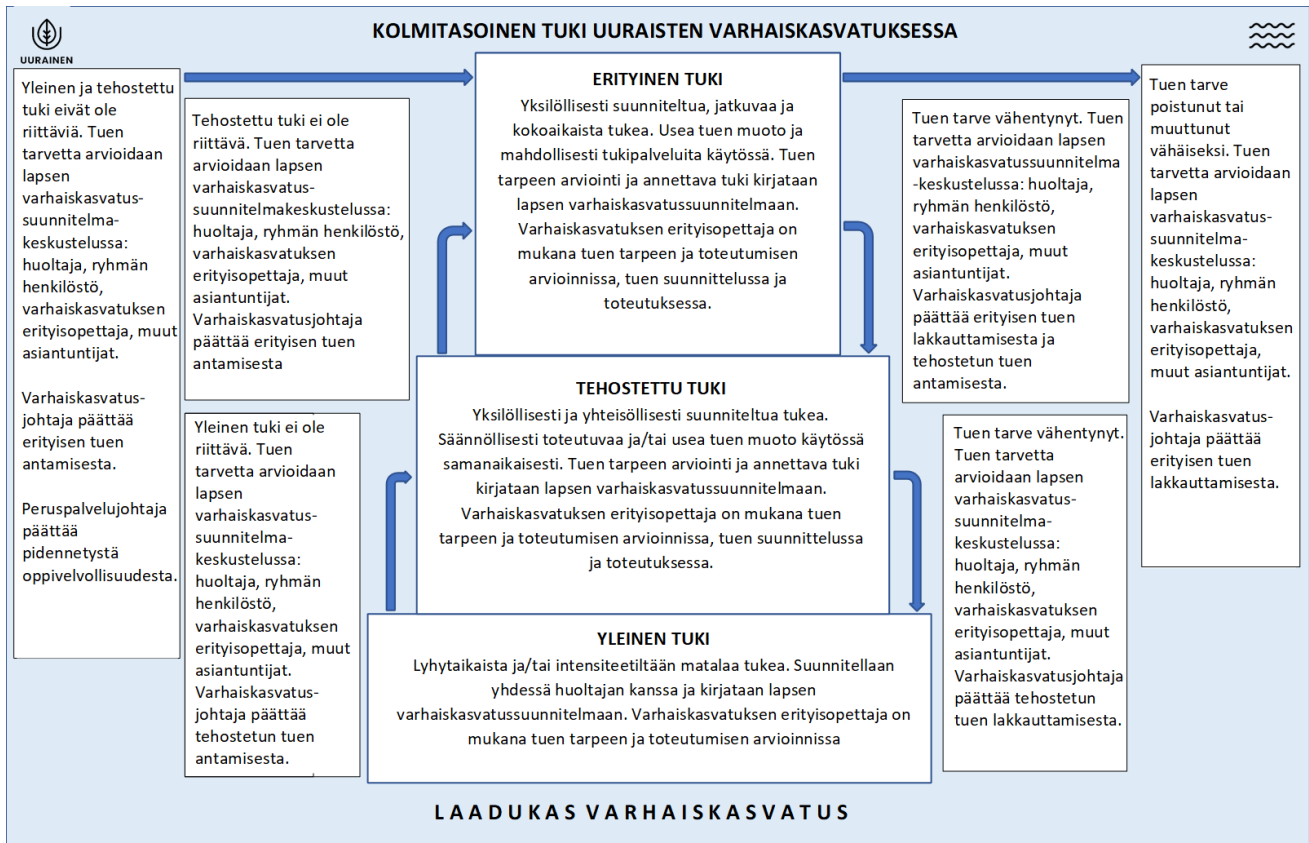 KOLMITASOINEN TUKI UURAISTEN VARHAISKASVATUKSESSA
UURAINEN
Yleinen ja tehostettu
tuki eivät ole
riittäviä. Tuen
tarvetta arvioidaan
lapsen
varhaiskasvatus-
suunnitelma-
keskustelussa:
huoltaja, ryhmän
henkilöstö,
varhaiskasvatuksen
erityisopettaja, muut
asiantuntijat.
Varhaiskasvatus-
johtaja päättää
erityisen tuen
antamisesta.
Peruspalvelujohtaja
päättää
pidennetystä
oppivelvollisuudesta.
Tehostettu tuki ei ole
riittävä. Tuen tarvetta
arvioidaan lapsen
varhaiskasvatus-
suunnitelmakeskustelussa:
huoltaja, ryhmän henkilöstö,
varhaiskasvatuksen
erityisopettaja, muut
asiantuntijat.
Varhaiskasvatusjohtaja
päättää erityisen tuen
antamisesta
Yleinen tuki ei ole
riittävä. Tuen
tarvetta arvioidaan
lapsen
varhaiskasvatus-
suunnitelma-
keskustelussa:
huoltaja, ryhmän
henkilöstö,
varhaiskasvatuksen
erityisopettaja, muut
asiantuntijat.
Varhaiskasvatus-
johtaja päättää
tehostetun tuen
antamisesta.
ERITYINEN TUKI
Yksilöllisesti suunniteltua, jatkuvaa ja
kokoaikaista tukea. Usea tuen muoto ja
mahdollisesti tukipalveluita käytössä. Tuen
tarpeen arviointi ja annettava tuki kirjataan
lapsen varhaiskasvatussuunnitelmaan.
Varhaiskasvatuksen erityisopettaja on
mukana tuen tarpeen ja toteutumisen
arvioinnissa, tuen suunnittelussa ja
toteutuksessa.
TEHOSTETTU TUKI
Yksilöllisesti ja yhteisöllisesti suunniteltua tukea.
Säännöllisesti toteutuvaa ja/tai usea tuen muoto käytössä
samanaikaisesti. Tuen tarpeen arviointi ja annettava tuki
kirjataan lapsen varhaiskasvatussuunnitelmaan.
Varhaiskasvatuksen erityisopettaja on mukana tuen
tarpeen ja toteutumisen arvioinnissa, tuen suunnittelussa
ja toteutuksessa.
YLEINEN TUKI
Lyhytaikaista ja/tai intensiteetiltään matalaa tukea. Suunnitellaan
yhdessä huoltajan kanssa ja kirjataan lapsen
varhaiskasvatussuunnitelmaan. Varhaiskasvatuksen erityisopettaja on
mukana tuen tarpeen ja toteutumisen arvioinnissa
Tuen tarve vähentynyt. Tuen
tarvetta arvioidaan lapsen
varhaiskasvatussuunnitelma
-keskustelussa: huoltaja,
ryhmän henkilöstö,
varhaiskasvatuksen
erityisopettaja, muut
asiantuntijat.
Varhaiskasvatusjohtaja
päättää erityisen tuen
lakkauttamisesta ja
tehostetun tuen
antamisesta.
Tuen tarve vähentynyt.
Tuen tarvetta
arvioidaan lapsen
varhaiskasvatus-
suunnitelma-
keskustelussa:
huoltaja, ryhmän
henkilöstö,
varhaiskasvatuksen
erityisopettaja, muut
asiantuntijat.
Varhaiskasvatusjohtaja
päättää tehostetun
tuen lakkauttamisesta.
Tuen tarve
poistunut tai
muuttunut
vähäiseksi. Tuen
tarvetta arvioidaan
lapsen
varhaiskasvatus-
suunnitelma-
keskustelussa:
huoltaja, ryhmän
henkilöstö,
varhaiskasvatuksen
erityisopettaja,
muut asiantuntijat.
Varhaiskasvatus-
johtaja päättää
erityisen tuen
lakkauttamisesta.
LAADUKAS VARHAISKASVATUS